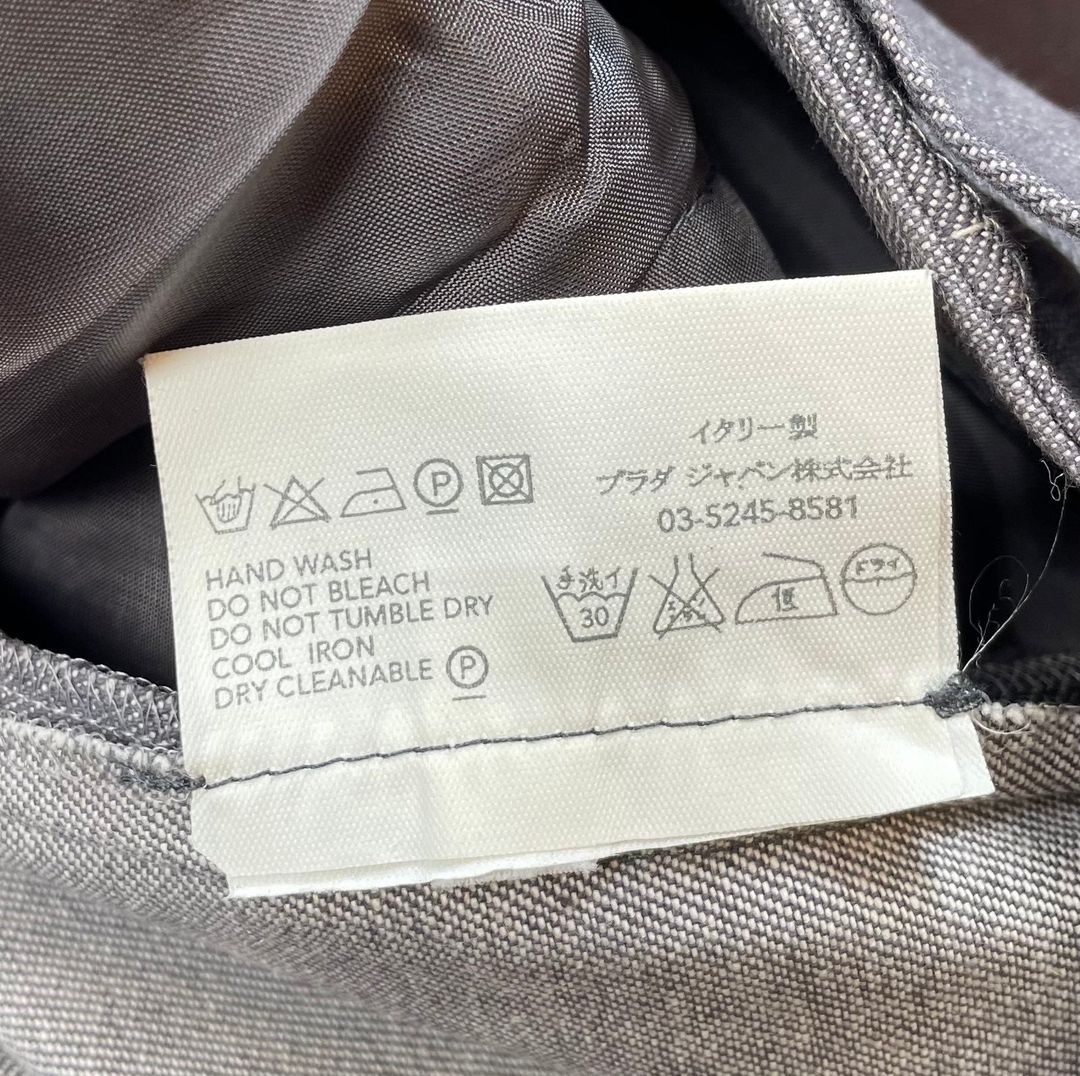 イタリー製
プラダ ジャパン株式会社
03-5245-8581
P
HAND WASH
DO NOT BLEACH
DO NOT TUMBLE DRY
COOL IRON
DRY CLEANABLE P
手洗イ
30
低
ドライ